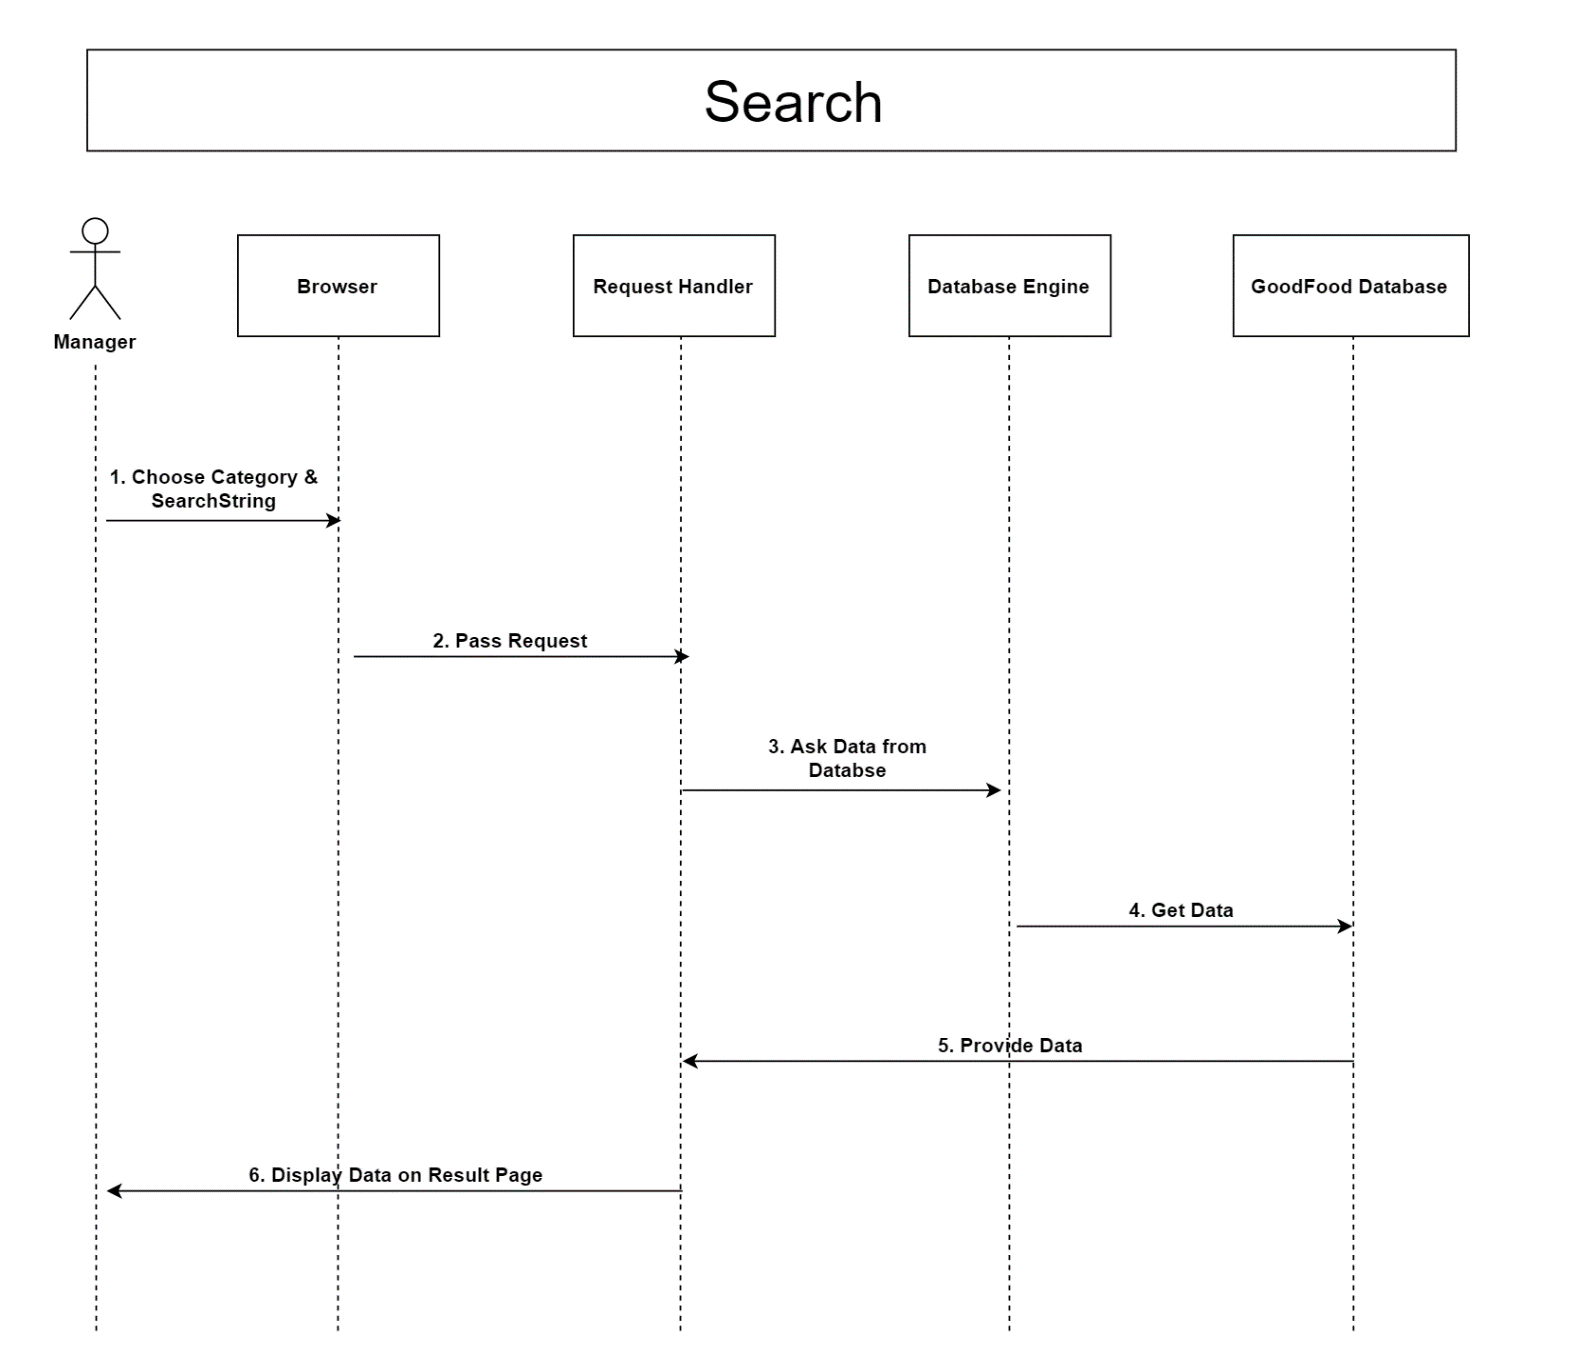 Search
Manager
Browser
Request Handler
Database Engine
GoodFood Database
1. Choose Category &
SearchString
2. Pass Request
3. Ask Data from
Databse
4. Get Data
5. Provide Data
6. Display Data on Result Page